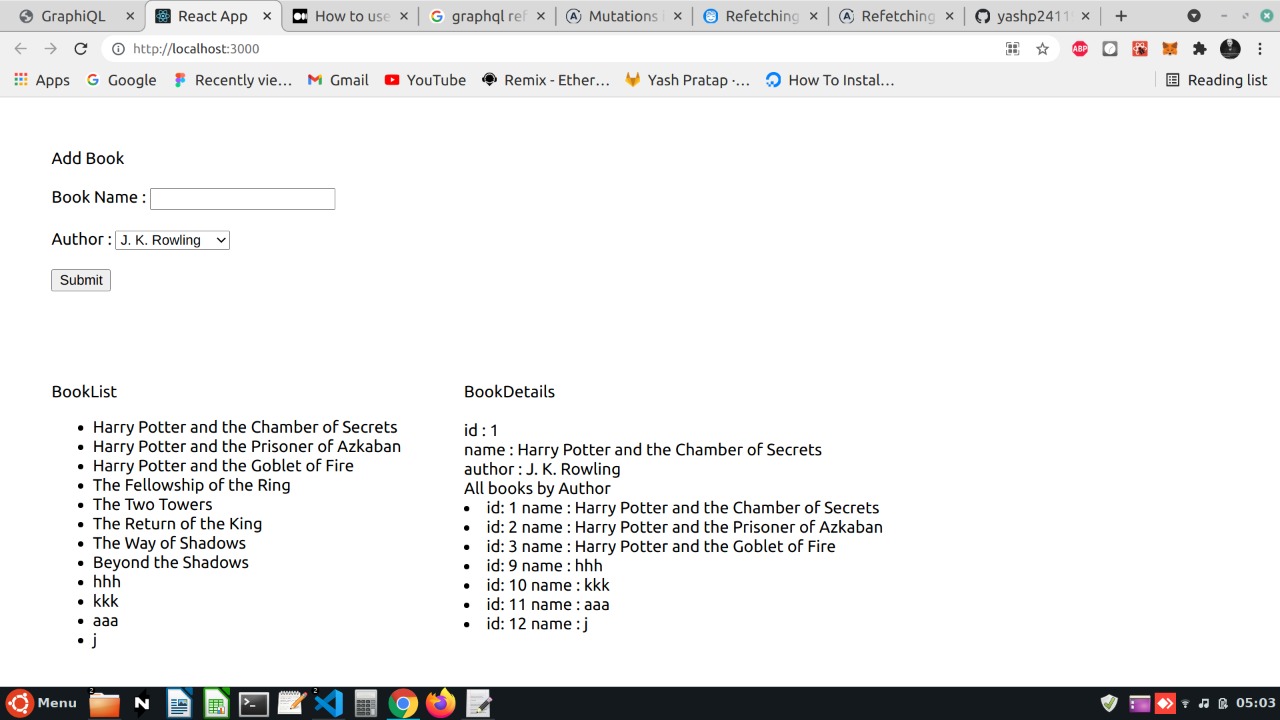 GraphiQL
React App
How to use
graphql ref
Mutations i
Refetching
Refetching
yashp2411
http://localhost:3000
ABP
Apps
Google
Recently vie...
Gmail
YouTube
Remix - Ether...
Yash Pratap ·...
How To Instal...
Reading list
Add Book
Book Name :
Author : J. K. Rowling
Submit
BookList
Harry Potter and the Chamber of Secrets
Harry Potter and the Prisoner of Azkaban
Harry Potter and the Goblet of Fire
The Fellowship of the Ring
The Two Towers
The Return of the King
The Way of Shadows
Beyond the Shadows
hhh
kkk
aaa
j
BookDetails
id : 1
name : Harry Potter and the Chamber of Secrets
author : J. K. Rowling
All books by Author
id: 1 name : Harry Potter and the Chamber of Secrets
id: 2 name : Harry Potter and the Prisoner of Azkaban
id: 3 name : Harry Potter and the Goblet of Fire
id: 9 name : hhh
id: 10 name : kkk
id: 11 name : aaa
id: 12 name : j
Menu
2
2
05:03